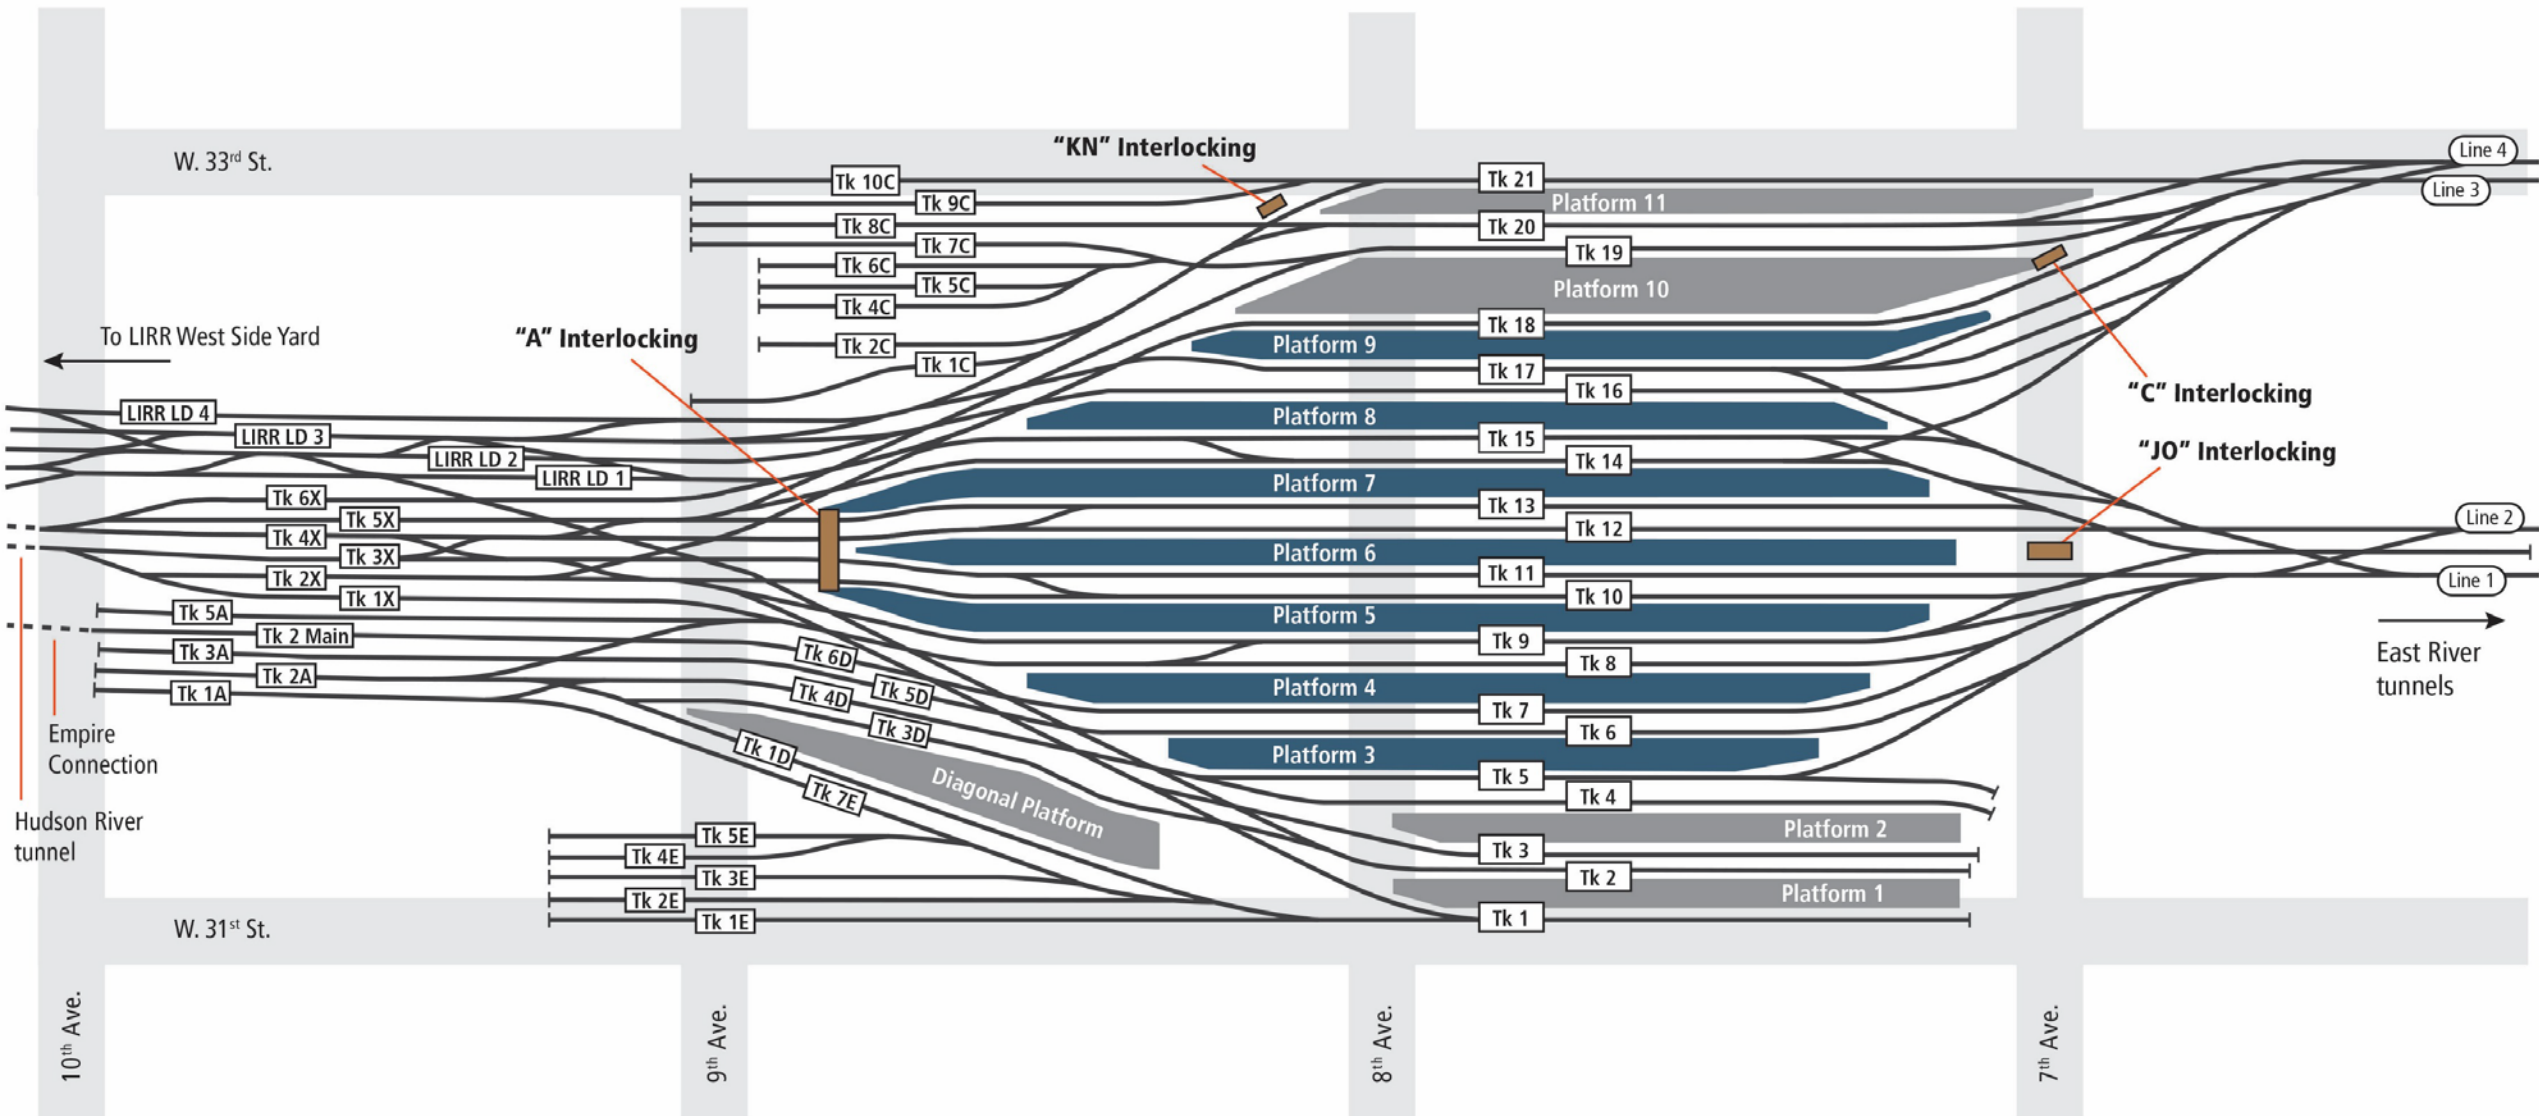 W. 33rd St.
"KN" Interlocking
Line 4
Line 3
Tk 10C
Tk 9C
Tk 8C
Tk 7C
Tk 6C
Tk 5C
Tk 4C
Tk 2C
Tk 1C
Tk 21
Platform 11
Tk 20
Tk 19
Platform 10
Tk 18
Platform 9
Tk 17
Tk 16
Platform 8
Tk 15
Tk 14
Platform 7
Tk 13
Tk 12
Platform 6
Tk 11
Tk 10
Platform 5
Tk 9
Tk 8
Platform 4
Tk 7
Tk 6
Platform 3
Tk 5
Tk 4
Platform 2
Tk 3
Tk 2
Platform 1
Tk 1
To LIRR West Side Yard
"A" Interlocking
"C" Interlocking
"JO" Interlocking
LIRR LD 4
LIRR LD 3
LIRR LD 2
LIRR LD 1
Tk 6X
Tk 5X
Tk 4X
Tk 3X
Tk 2X
Tk 1X
Tk 5A
Tk 2 Main
Tk 3A
Tk 2A
Tk 1A
Tk 6D
Tk 5D
Tk 4D
Tk 3D
Tk 1D
Tk 7E
Diagonal Platform
Tk 5E
Tk 4E
Tk 3E
Tk 2E
Tk 1E
Line 2
Line 1
East River
tunnels
Empire
Connection
Hudson River
tunnel
W. 31st St.
10th Ave.
9th Ave.
8th Ave.
7th Ave.